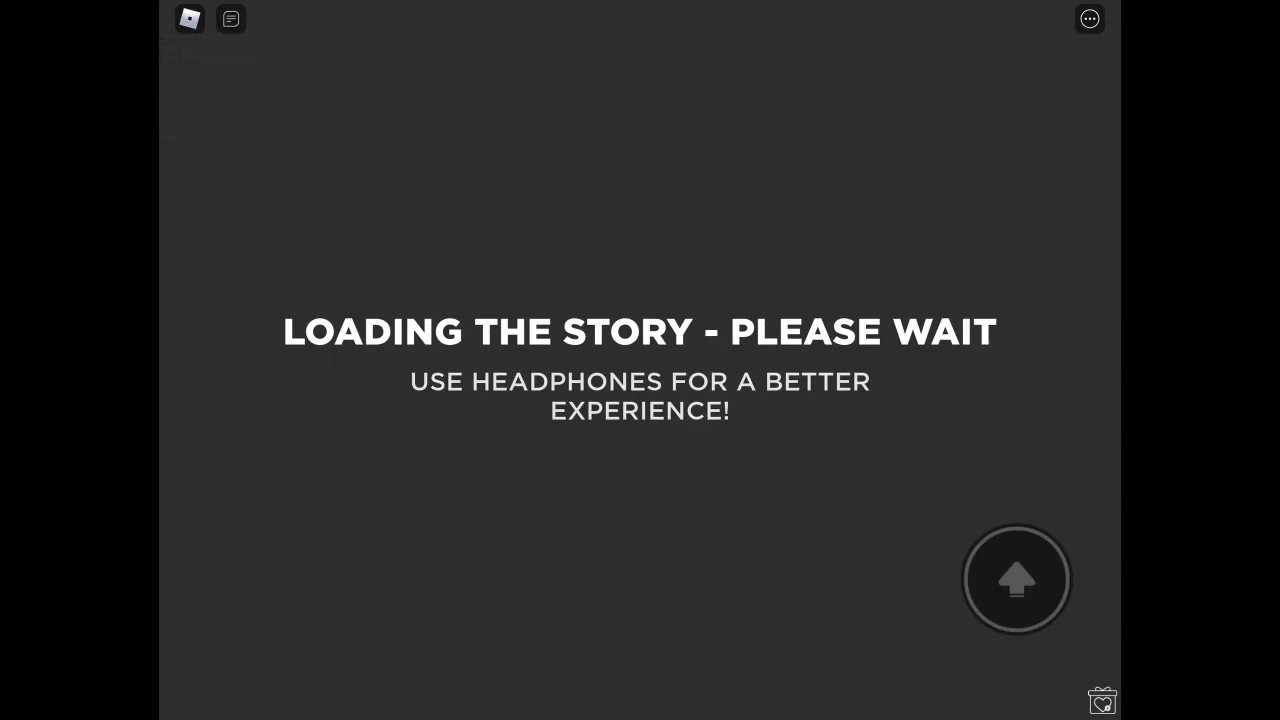 LOADING THE STORY - PLEASE WAIT
USE HEADPHONES FOR A BETTER
EXPERIENCE!